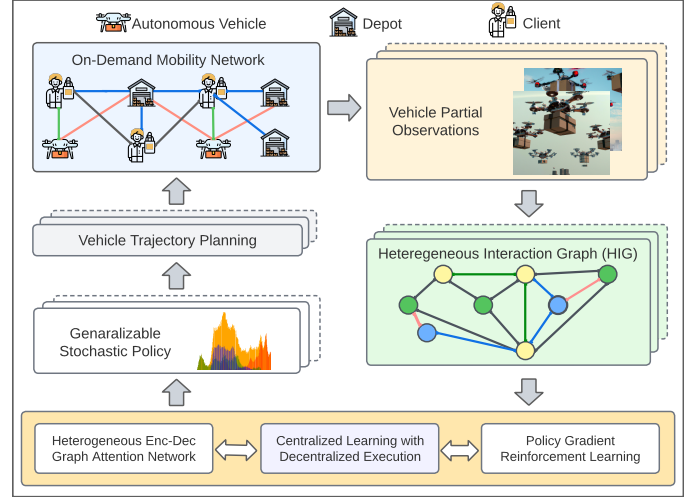 Autonomous Vehicle
Depot
Client
On-Demand Mobility Network
Vehicle Partial
Observations
Vehicle Trajectory Planning
Heteregeneous Interaction Graph (HIG)
Genaralizable
Stochastic Policy
Heterogeneous Enc-Dec
Graph Attention Network
Centralized Learning with
Decentralized Execution
Policy Gradient
Reinforcement Learning